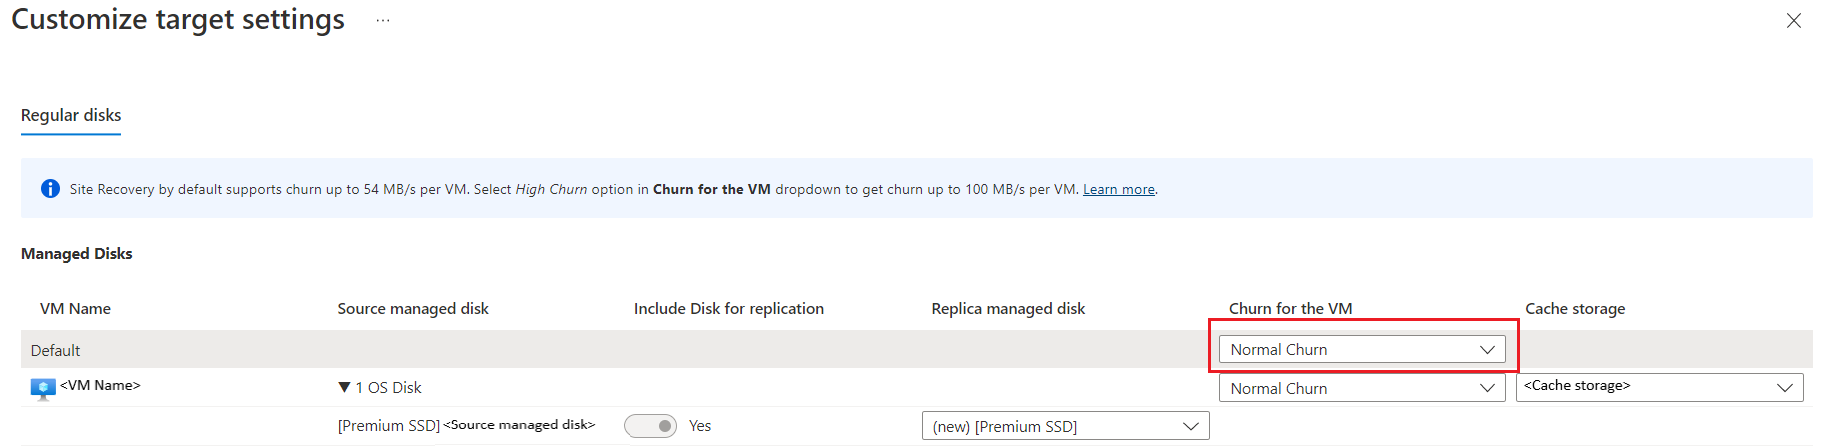 Customize target settings ...
Regular disks
Site Recovery by default supports churn up to 54 MB/s per VM. Select High Churn option in Churn for the VM dropdown to get churn up to 100 MB/s per VM. Learn more.
Managed Disks
VM Name Source managed disk Include Disk for replication Replica managed disk Churn for the VM Cache storage
Default Normal Churn
<VM Name> 1 OS Disk Normal Churn <Cache storage>
[Premium SSD] <Source managed disk> Yes (new) [Premium SSD]